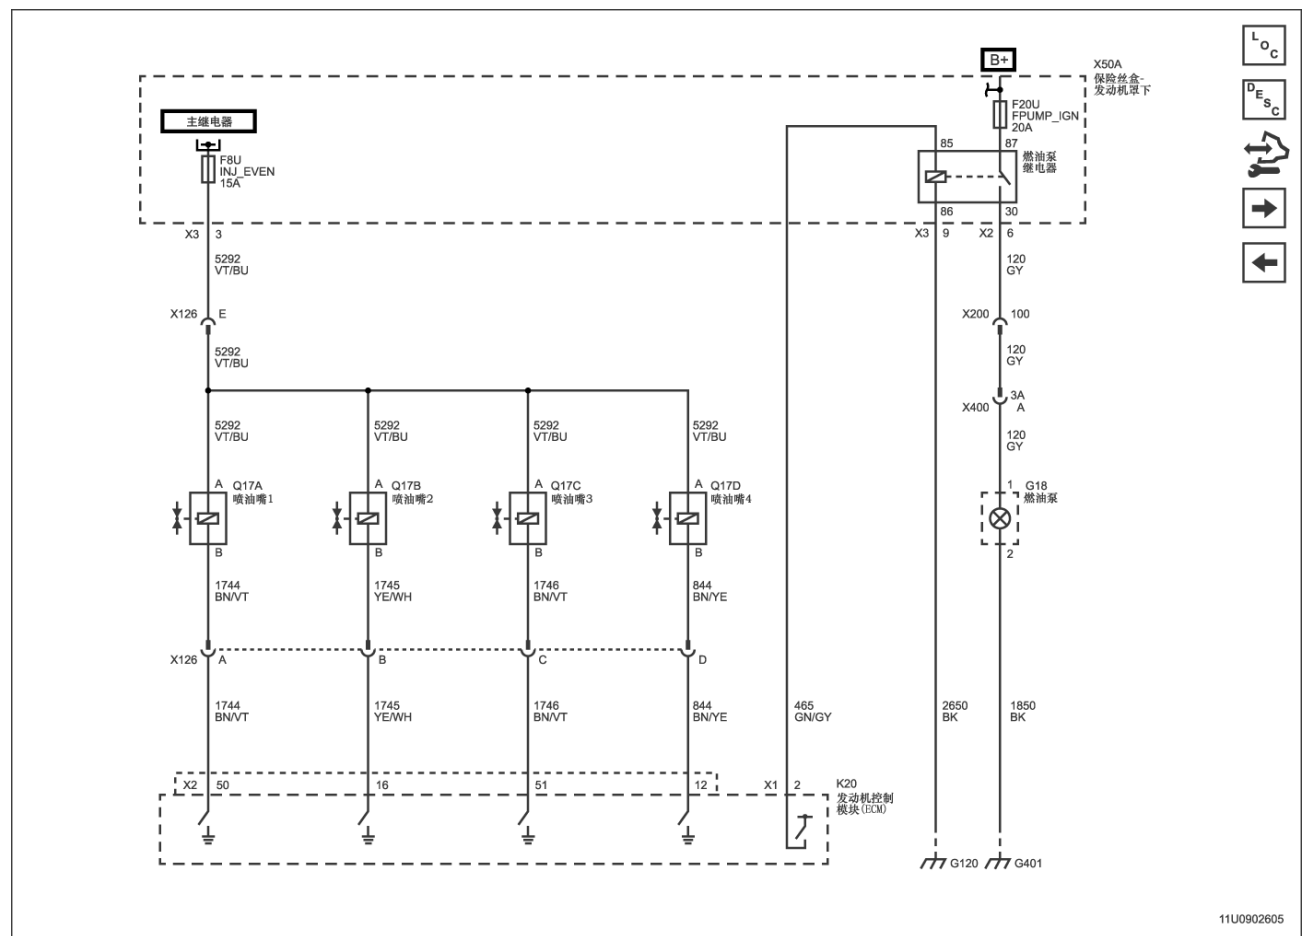 LOC
DESC
B+
X50A
保险丝盒-
发动机罩下
主继电器
F8U
INJ_EVEN
15A
F20U
FPUMP_IGN
20A
85
87
燃油泵
继电器
86
30
X3 3
X3 9
X2 6
5292
VT/BU
120
GY
X126 E
X200 100
5292
VT/BU
120
GY
3A
X400 A
5292
VT/BU
5292
VT/BU
5292
VT/BU
5292
VT/BU
120
GY
A Q17A
喷油嘴1
A Q17B
喷油嘴2
A Q17C
喷油嘴3
A Q17D
喷油嘴4
1 G18
燃油泵
B
B
B
B
2
1744
BN/VT
1745
YE/WH
1746
BN/VT
844
BN/YE
X126 A
B
C
D
1744
BN/VT
1745
YE/WH
1746
BN/VT
844
BN/YE
465
GN/GY
2650
BK
1850
BK
X2 50
16
51
12
X1 2
K20
发动机控制
模块(ECM)
G120
G401
11U0902605